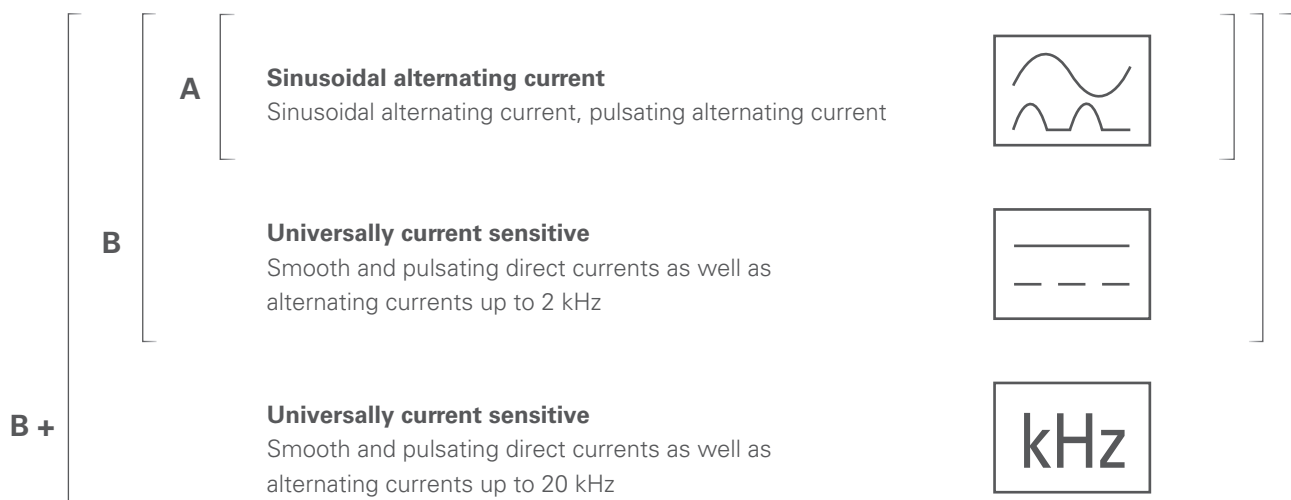 A
Sinusoidal alternating current
Sinusoidal alternating current, pulsating alternating current
B
Universally current sensitive
Smooth and pulsating direct currents as well as
alternating currents up to 2 kHz
B +
Universally current sensitive
Smooth and pulsating direct currents as well as
alternating currents up to 20 kHz
kHz